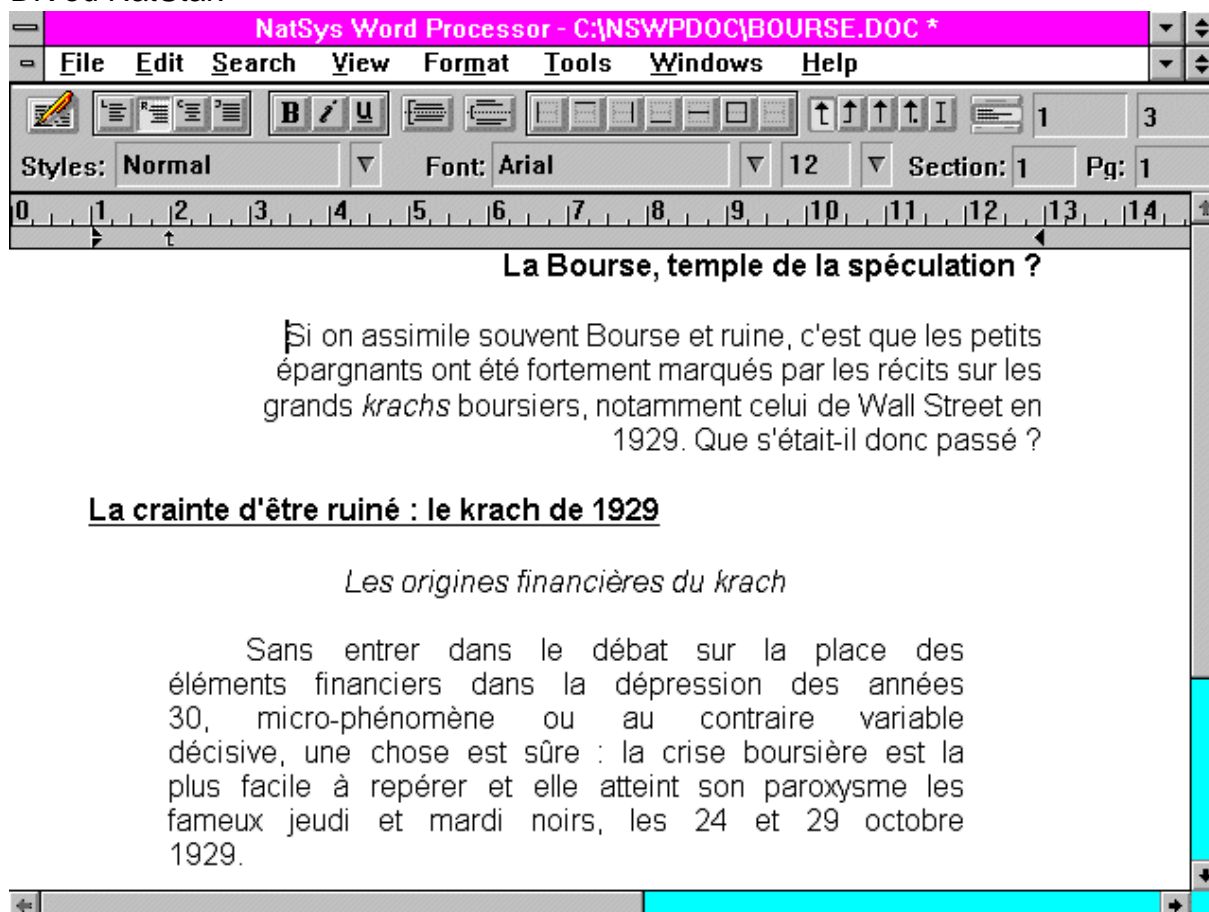 NatSys Word Processor - C:\NSWPDOC\BOURSE.DOC *
File Edit Search View Format Tools Windows Help
B i u 1 3
Styles: Normal Font: Arial 12 Section: 1 Pg: 1
0 1 2 3 4 5 6 7 8 9 10 11 12 13 14
La Bourse, temple de la spéculation ?
Si on assimile souvent Bourse et ruine, c'est que les petits
épargnants ont été fortement marqués par les récits sur les
grands krachs boursiers, notamment celui de Wall Street en
1929. Que s'était-il donc passé ?
La crainte d'être ruiné : le krach de 1929
Les origines financières du krach
Sans entrer dans le débat sur la place des
éléments financiers dans la dépression des années
30, micro-phénomène ou au contraire variable
décisive, une chose est sûre : la crise boursière est la
plus facile à repérer et elle atteint son paroxysme les
fameux jeudi et mardi noirs, les 24 et 29 octobre
1929.